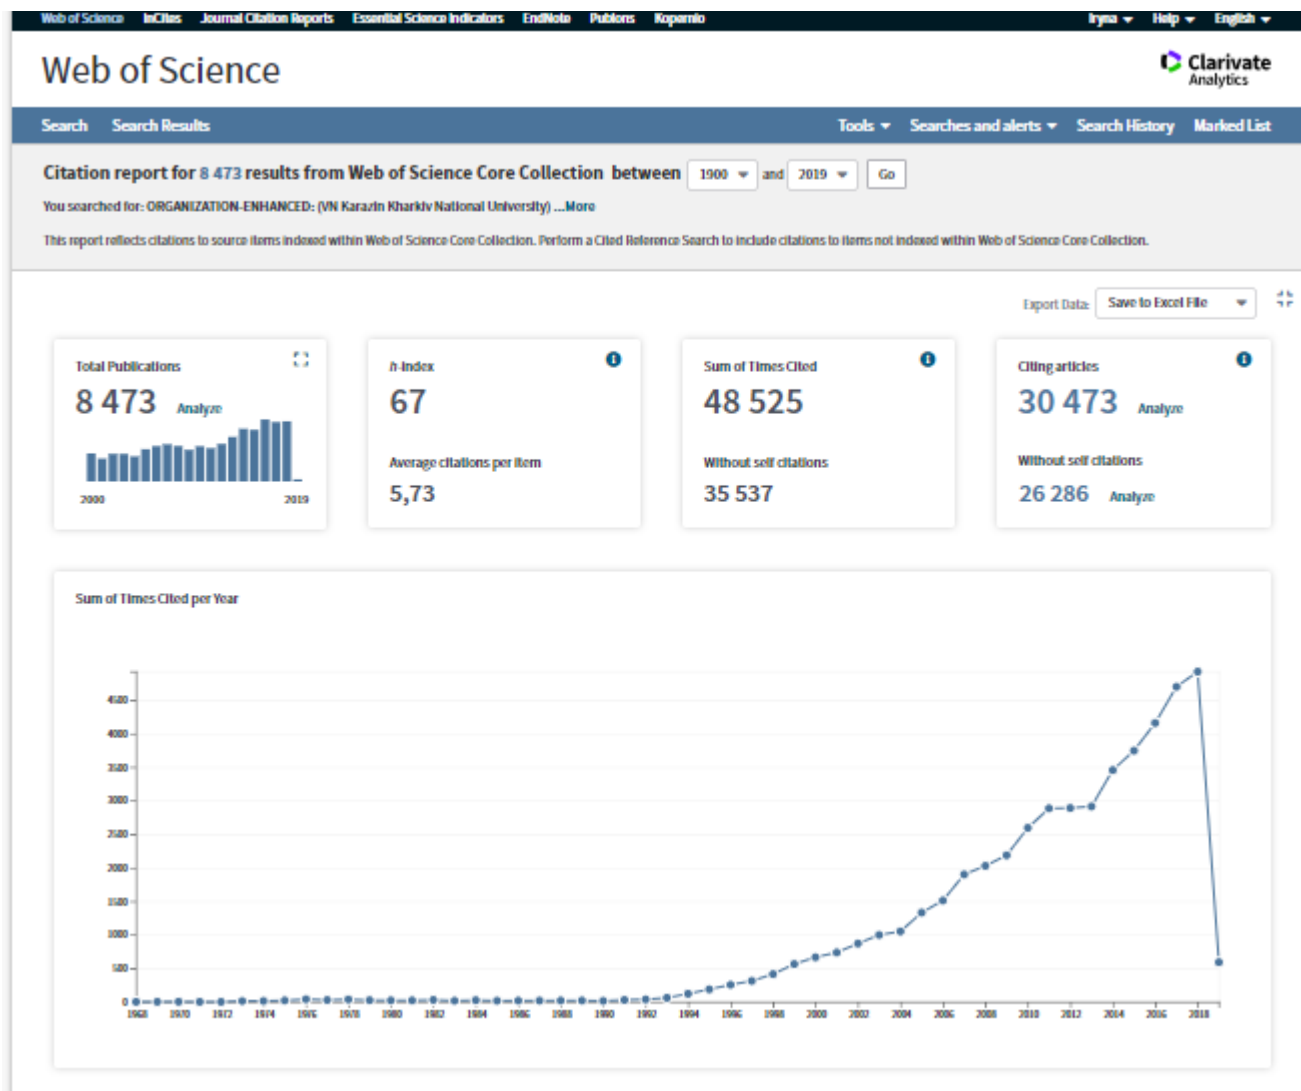 Web of Science InCites Journal Citation Reports Essential Science Indicators EndNote Publons Kopernio Iryna Help English
Web of Science
Clarivate
Analytics
Search Search Results Tools Searches and alerts Search History Marked List
Citation report for 8 473 results from Web of Science Core Collection between 1900 and 2019 Go
You searched for: ORGANIZATION-ENHANCED: (VN Karazin Kharkiv National University) ...More
This report reflects citations to source items indexed within Web of Science Core Collection. Perform a Cited Reference Search to include citations to items not indexed within Web of Science Core Collection.
Export Data: Save to Excel File
Total Publications
8 473 Analyze
2000 2019
h-index
67
Average citations per item
5,73
Sum of Times Cited
48 525
Without self citations
35 537
Citing articles
30 473 Analyze
Without self citations
26 286 Analyze
Sum of Times Cited per Year
4500
4000
3500
3000
2500
2000
1500
1000
500
0
1968 1970 1972 1974 1976 1978 1980 1982 1984 1986 1988 1990 1992 1994 1996 1998 2000 2002 2004 2006 2008 2010 2012 2014 2016 2018